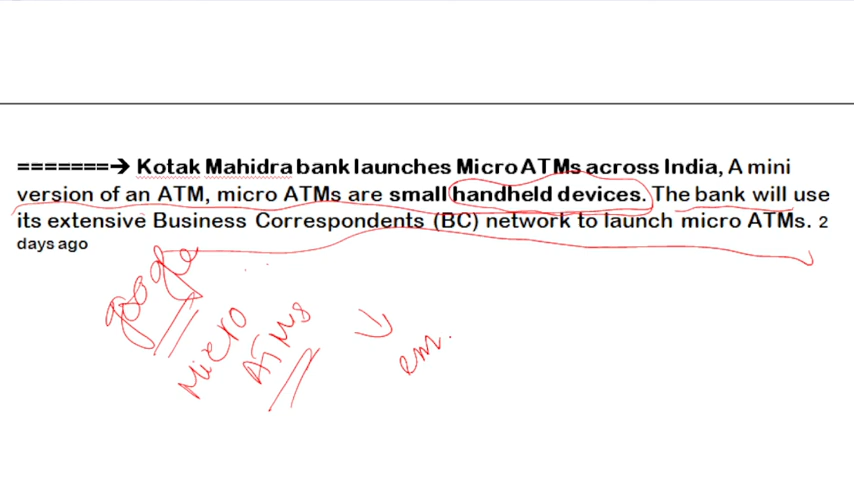 =======→ Kotak Mahidra bank launches Micro ATMs across India, A mini
version of an ATM, micro ATMs are small handheld devices. The bank will use
its extensive Business Correspondents (BC) network to launch micro ATMs. 2
days ago
google
Micro
ATMs